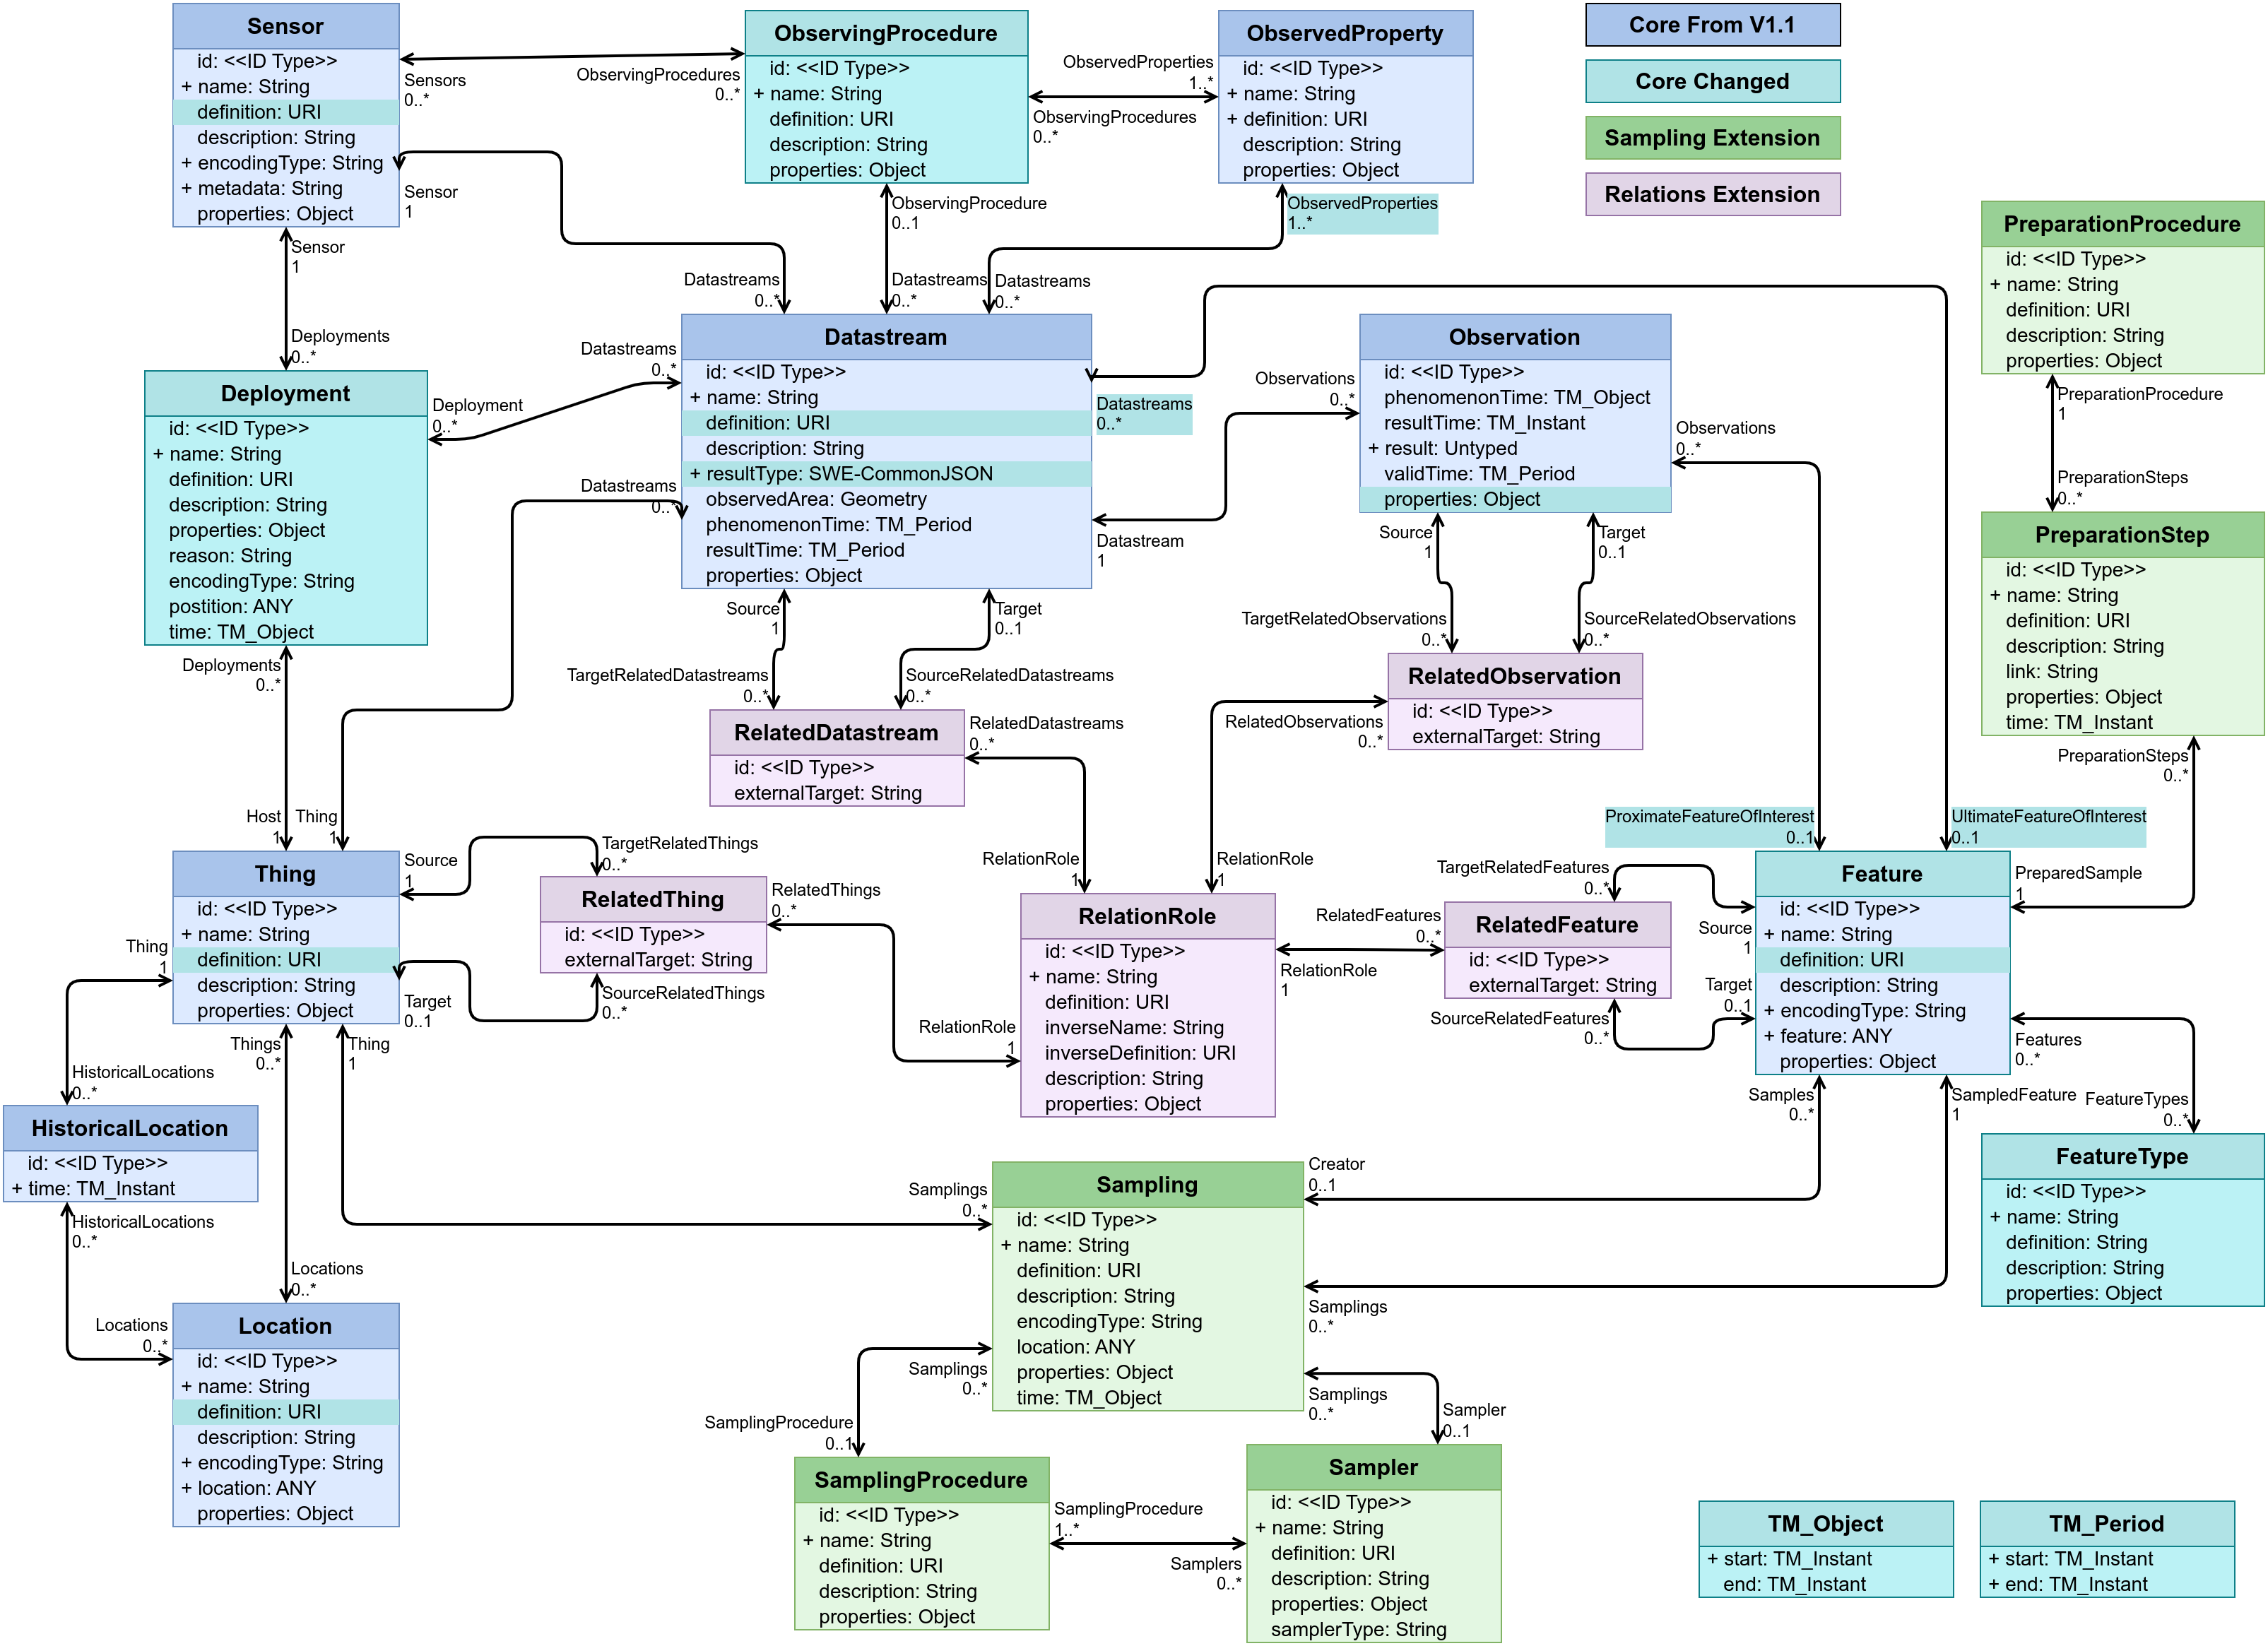 Sensor
id: <<ID Type>>
+ name: String
definition: URI
description: String
+ encodingType: String
+ metadata: String
properties: Object
Sensors
0..*
ObservingProcedures
0..*
ObservingProcedure
id: <<ID Type>>
+ name: String
definition: URI
description: String
properties: Object
ObservedProperties
1..*
ObservingProcedures
0..*
ObservedProperty
id: <<ID Type>>
+ name: String
+ definition: URI
description: String
properties: Object
Core From V1.1
Core Changed
Sampling Extension
Relations Extension
Sensor
1
Sensor
1
Deployments
0..*
ObservingProcedure
0..1
ObservedProperties
1..*
Datastreams
0..*
Datastreams
0..*
Datastreams
0..*
PreparationProcedure
id: <<ID Type>>
+ name: String
definition: URI
description: String
properties: Object
PreparationProcedure
1
PreparationSteps
0..*
PreparationStep
id: <<ID Type>>
+ name: String
definition: URI
description: String
link: String
properties: Object
time: TM_Instant
PreparationSteps
0..*
Deployment
id: <<ID Type>>
+ name: String
definition: URI
description: String
properties: Object
reason: String
encodingType: String
postition: ANY
time: TM_Object
Deployment
0..*
Datastreams
0..*
Datastreams
0..*
Datastream
id: <<ID Type>>
+ name: String
definition: URI
description: String
+ resultType: SWE-CommonJSON
observedArea: Geometry
phenomenonTime: TM_Period
resultTime: TM_Period
properties: Object
Datastreams
0..*
Datastream
1
Observations
0..*
Observation
id: <<ID Type>>
phenomenonTime: TM_Object
resultTime: TM_Instant
+ result: Untyped
validTime: TM_Period
properties: Object
Observations
0..*
Source
1
Target
0..1
TargetRelatedObservations
0..*
SourceRelatedObservations
0..*
RelatedObservation
id: <<ID Type>>
externalTarget: String
RelatedObservations
0..*
Source
1
Target
0..1
TargetRelatedDatastreams
0..*
SourceRelatedDatastreams
0..*
RelatedDatastream
id: <<ID Type>>
externalTarget: String
RelatedDatastreams
0..*
Deployments
0..*
Host
1
Thing
1
Thing
id: <<ID Type>>
+ name: String
definition: URI
description: String
properties: Object
Source
1
TargetRelatedThings
0..*
RelatedThing
id: <<ID Type>>
externalTarget: String
RelatedThings
0..*
SourceRelatedThings
0..*
Target
0..1
RelationRole
1
RelationRole
1
RelationRole
1
RelationRole
1
RelationRole
id: <<ID Type>>
+ name: String
definition: URI
inverseName: String
inverseDefinition: URI
description: String
properties: Object
RelatedFeatures
0..*
TargetRelatedFeatures
0..*
RelatedFeature
id: <<ID Type>>
externalTarget: String
SourceRelatedFeatures
0..*
Source
1
Target
0..1
ProximateFeatureOfInterest
0..1
UltimateFeatureOfInterest
0..1
Feature
id: <<ID Type>>
+ name: String
definition: URI
description: String
+ encodingType: String
+ feature: ANY
properties: Object
PreparedSample
1
Features
0..*
FeatureTypes
0..*
FeatureType
id: <<ID Type>>
+ name: String
definition: String
description: String
properties: Object
Samples
0..*
SampledFeature
1
Thing
1
HistoricalLocations
0..*
HistoricalLocation
id: <<ID Type>>
+ time: TM_Instant
HistoricalLocations
0..*
Locations
0..*
Things
0..*
Thing
1
Locations
0..*
Location
id: <<ID Type>>
+ name: String
definition: URI
description: String
+ encodingType: String
+ location: ANY
properties: Object
Samplings
0..*
Creator
0..1
Sampling
id: <<ID Type>>
+ name: String
definition: URI
description: String
encodingType: String
location: ANY
properties: Object
time: TM_Object
Samplings
0..*
Samplings
0..*
Samplings
0..*
SamplingProcedure
0..1
Sampler
0..1
SamplingProcedure
id: <<ID Type>>
+ name: String
definition: URI
description: String
properties: Object
SamplingProcedure
1..*
Samplers
0..*
Sampler
id: <<ID Type>>
+ name: String
definition: URI
description: String
properties: Object
samplerType: String
TM_Object
+ start: TM_Instant
end: TM_Instant
TM_Period
+ start: TM_Instant
+ end: TM_Instant